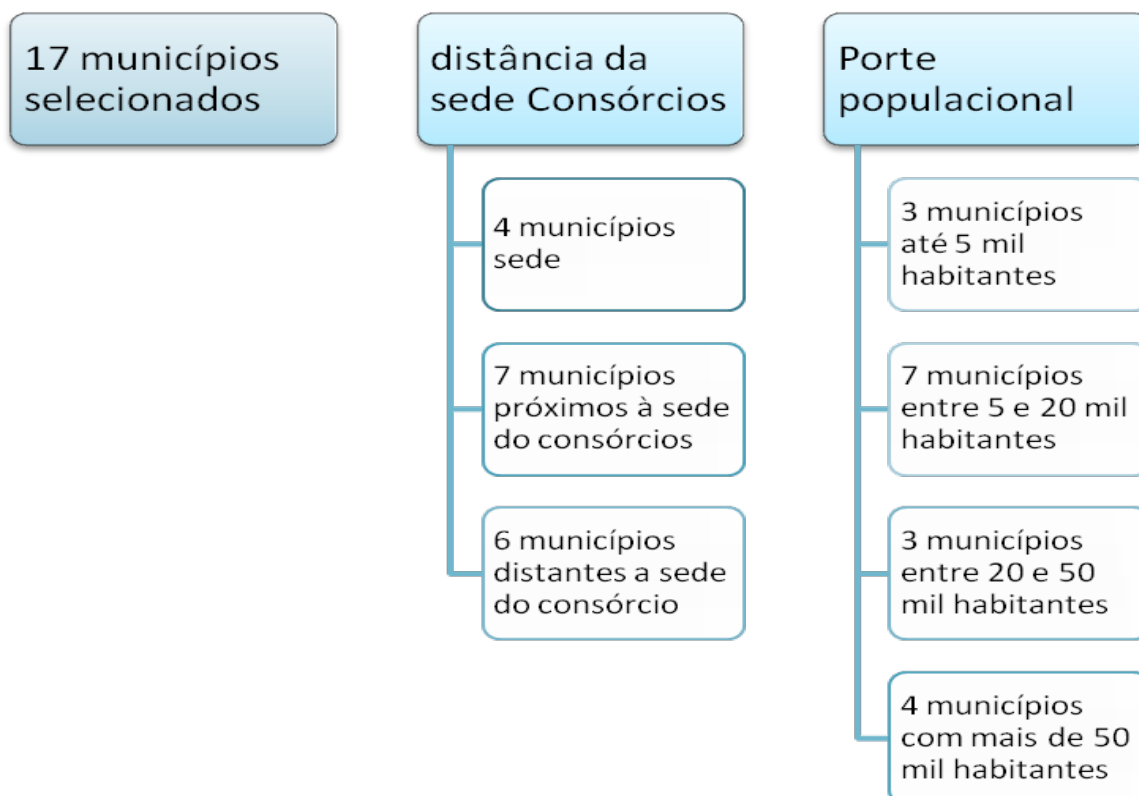 17 municípios
selecionados
distância da
sede Consórcios
4 municípios
sede
7 municípios
próximos à sede
do consórcios
6 municípios
distantes a sede
do consórcio
Porte
populacional
3 municípios
até 5 mil
habitantes
7 municípios
entre 5 e 20 mil
habitantes
3 municípios
entre 20 e 50
mil habitantes
4 municípios
com mais de 50
mil habitantes